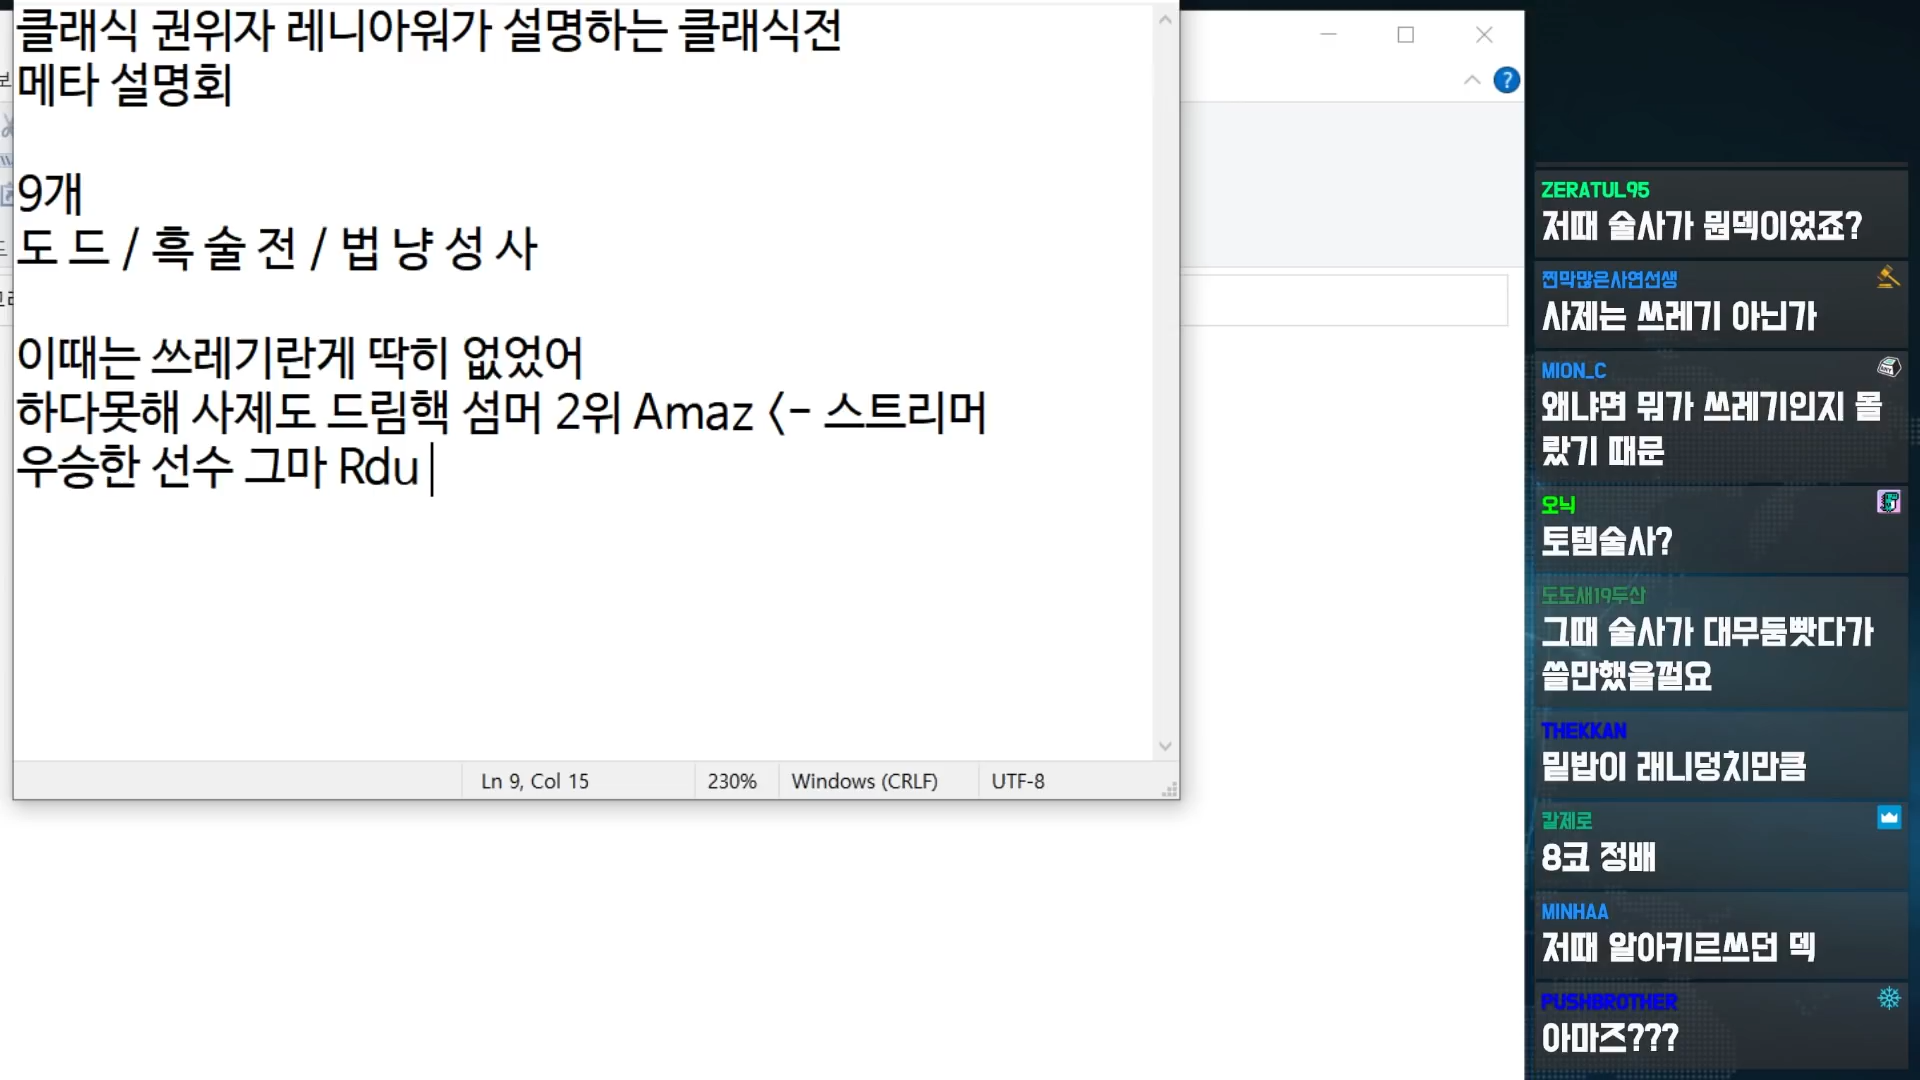 클래식 권위자 레니아워가 설명하는 클래식전
메타 설명회
9개
도 드 / 흑 술 전 / 법 냥 성 사
이때는 쓰레기란게 딱히 없었어
하다못해 사제도 드림핵 섬머 2위 Amaz <- 스트리머
우승한 선수 그마 Rdu
Ln 9, Col 15
230%
Windows (CRLF)
UTF-8
ZERATUL95
저때 술사가 뭔덱이었죠?
찐막많은사연선생
사제는 쓰레기 아닌가
MION_C
왜냐면 뭐가 쓰레기인지 몰
랐기 때문
오닉
토템술사?
도도새19두산
그때 술사가 대무둠빳다가
쓸만했을껄요
THEKKAN
밑밥이 래니덩치만큼
칼제로
8코 정배
MINHAA
저때 알아키르쓰던 덱
PUSHBROTHER
아마즈???